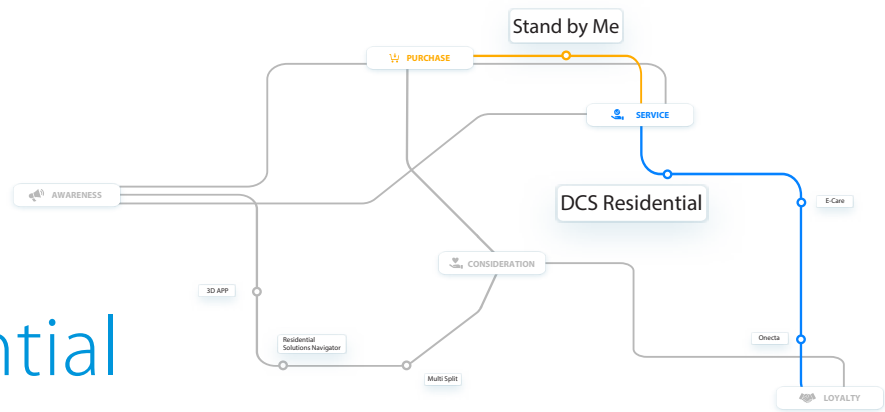 Stand by Me
PURCHASE
SERVICE
AWARENESS
DCS Residential
E-Care
CONSIDERATION
3D APP
ntial
Residential
Solutions Navigator
Onecta
Multi Split
LOYALTY